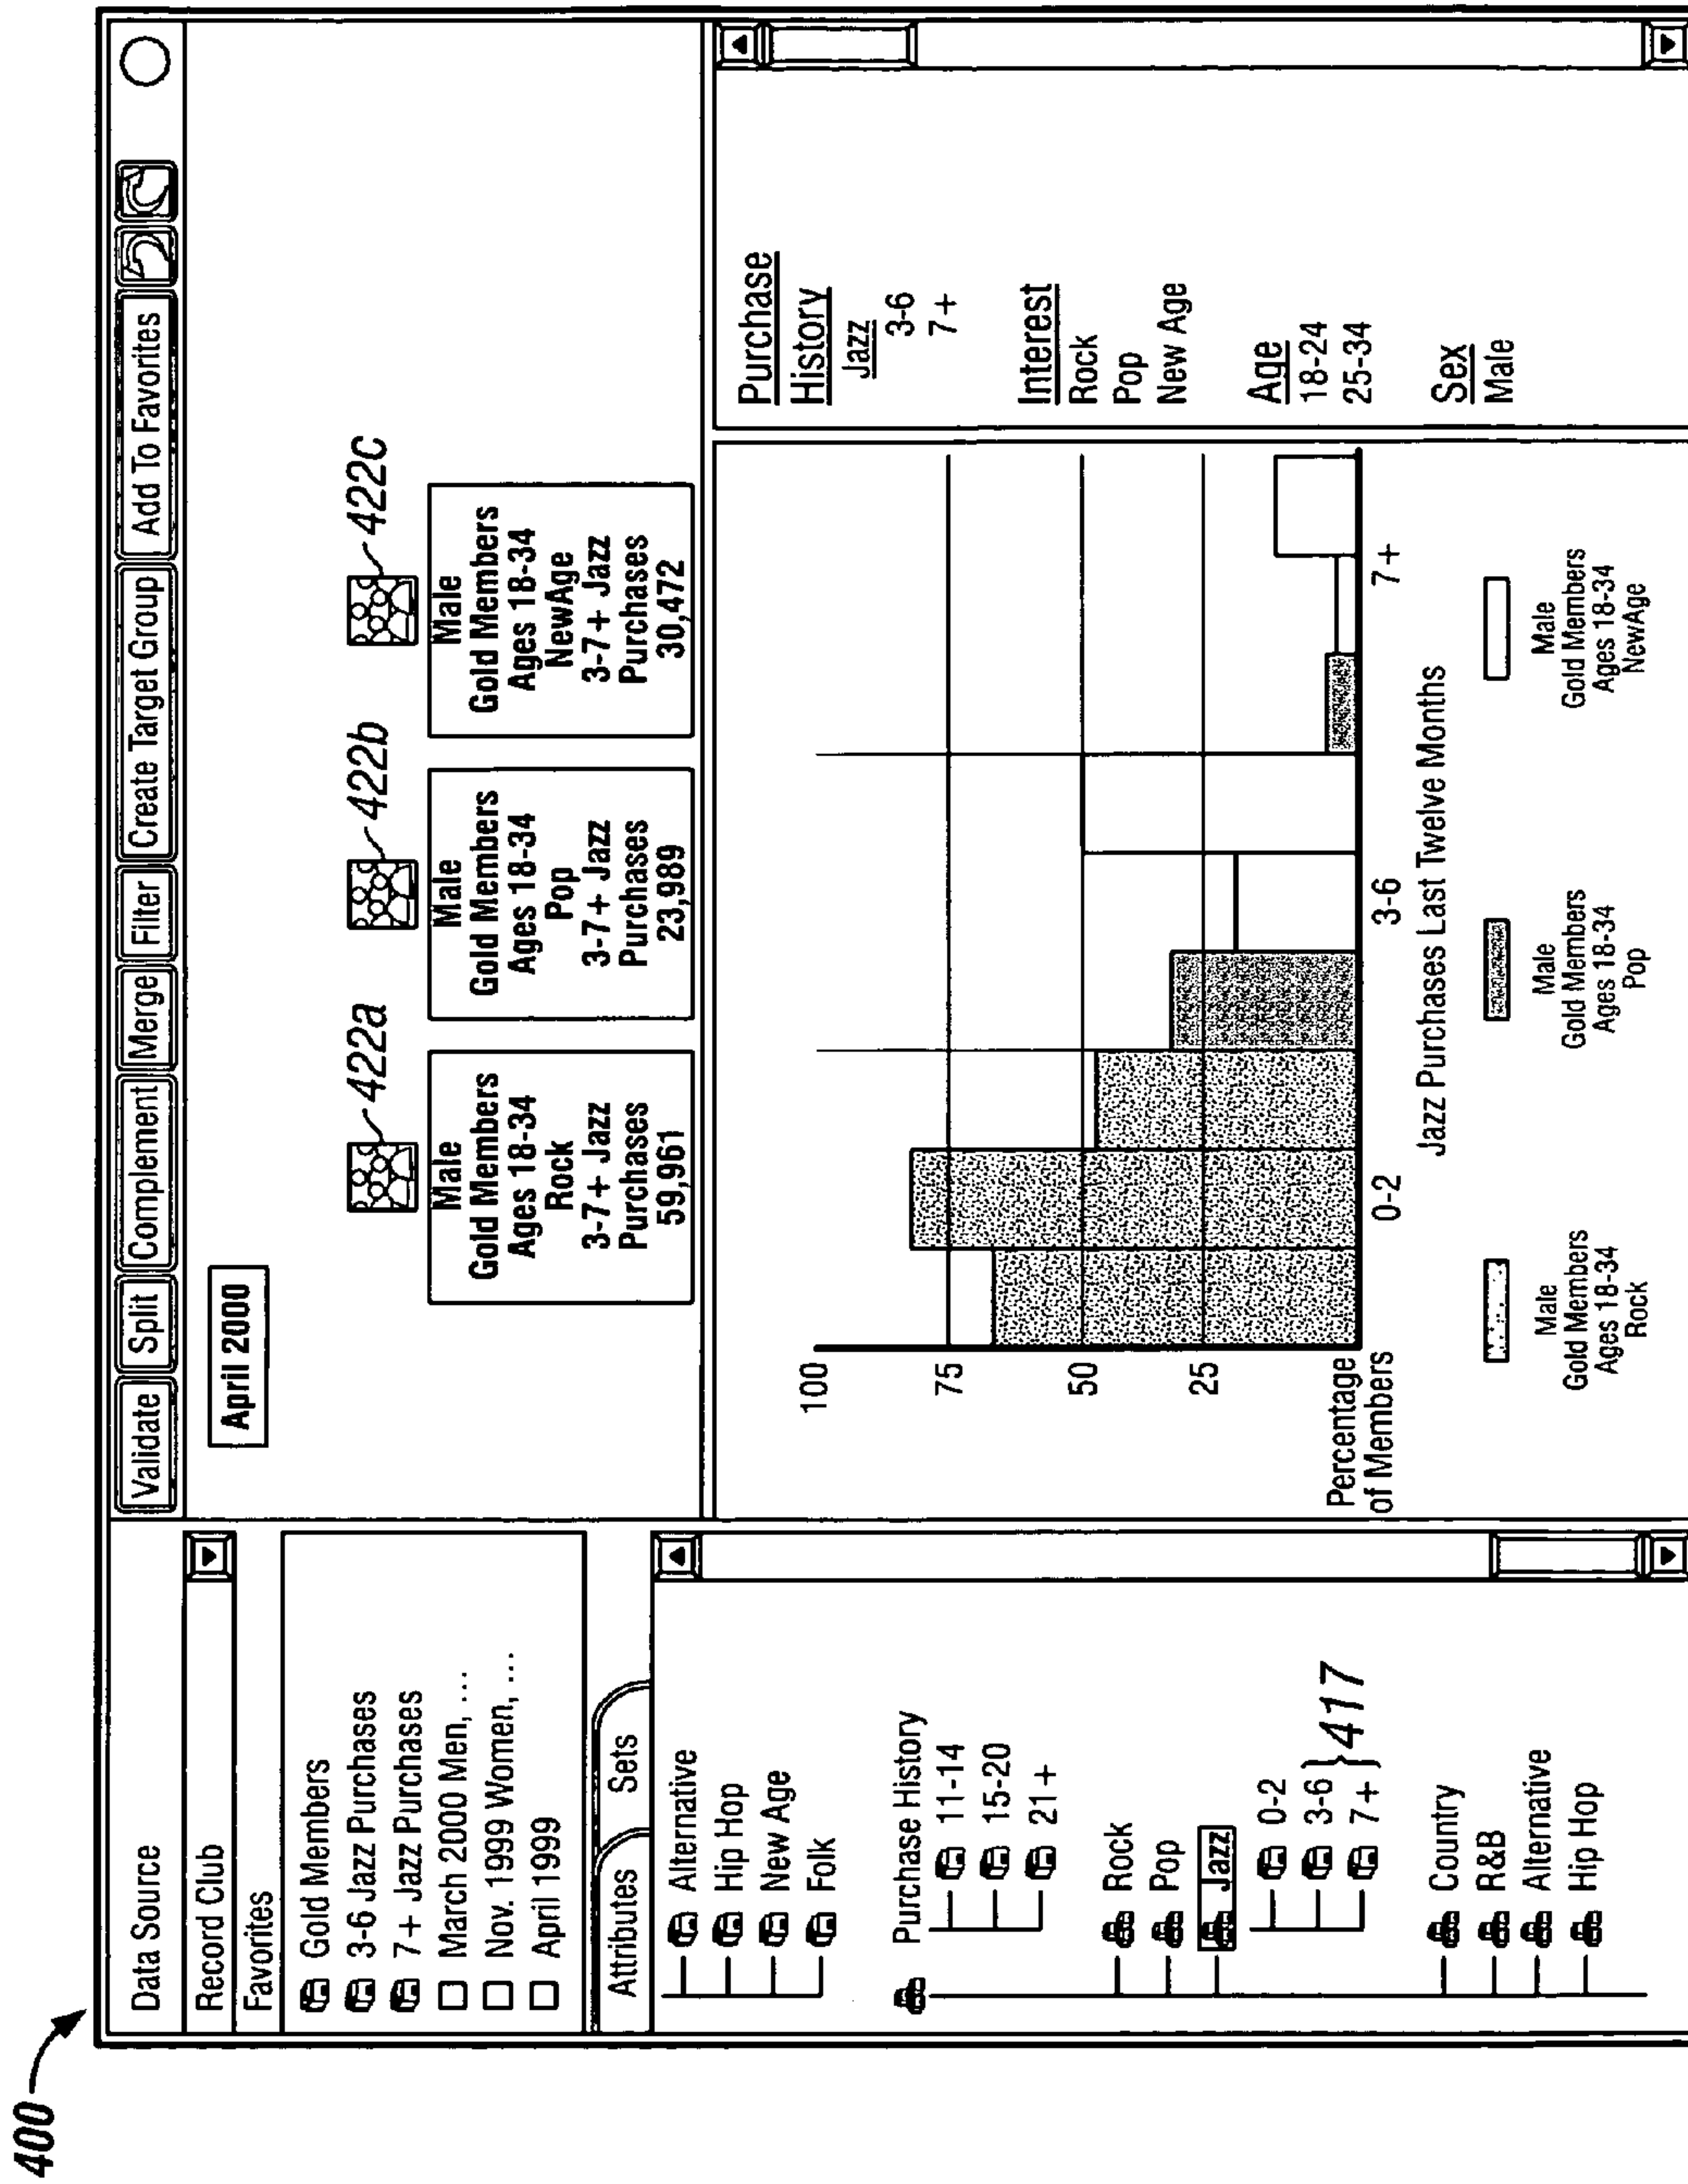 400
Data Source
Record Club
Favorites
Gold Members
3-6 Jazz Purchases
7+ Jazz Purchases
March 2000 Men, ...
Nov. 1999 Women, ...
April 1999
Attributes Sets
Alternative
Hip Hop
New Age
Folk
Purchase History
11-14
15-20
21+
Rock
Pop
Jazz
0-2
3-6
7+
417
Country
R&B
Alternative
Hip Hop
Validate Split Complement Merge Filter Create Target Group Add To Favorites
April 2000
422a
Male
Gold Members
Ages 18-34
Rock
3-7+ Jazz
Purchases
59,961
422b
Male
Gold Members
Ages 18-34
Pop
3-7+ Jazz
Purchases
23,989
422c
Male
Gold Members
Ages 18-34
NewAge
3-7+ Jazz
Purchases
30,472
100
75
50
25
Percentage
of Members
0-2 3-6 7+
Jazz Purchases Last Twelve Months
Male
Gold Members
Ages 18-34
Rock
Male
Gold Members
Ages 18-34
Pop
Male
Gold Members
Ages 18-34
NewAge
Purchase
History
Jazz
3-6
7+
Interest
Rock
Pop
New Age
Age
18-24
25-34
Sex
Male